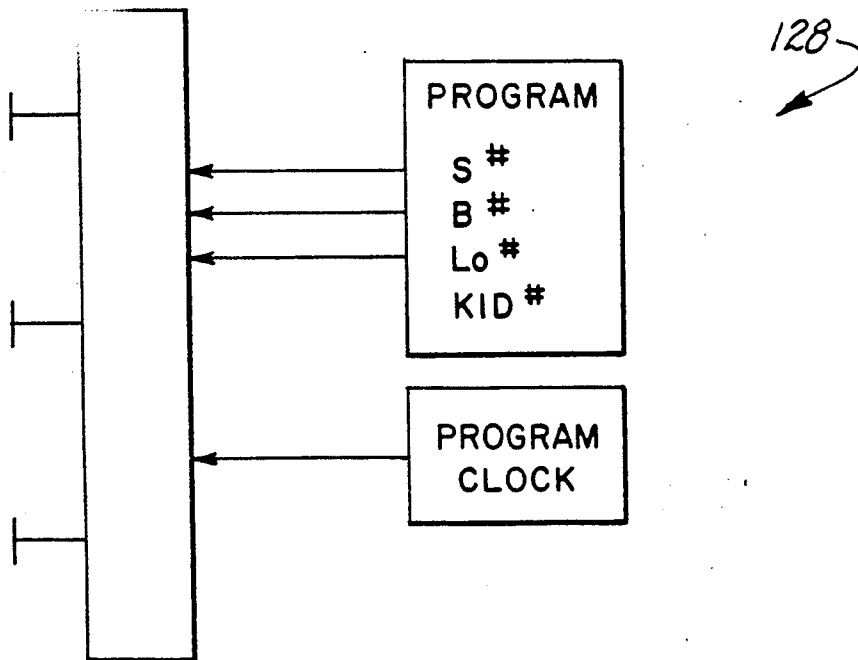 128
PROGRAM
S #
B #
Lo #
KID #
PROGRAM
CLOCK